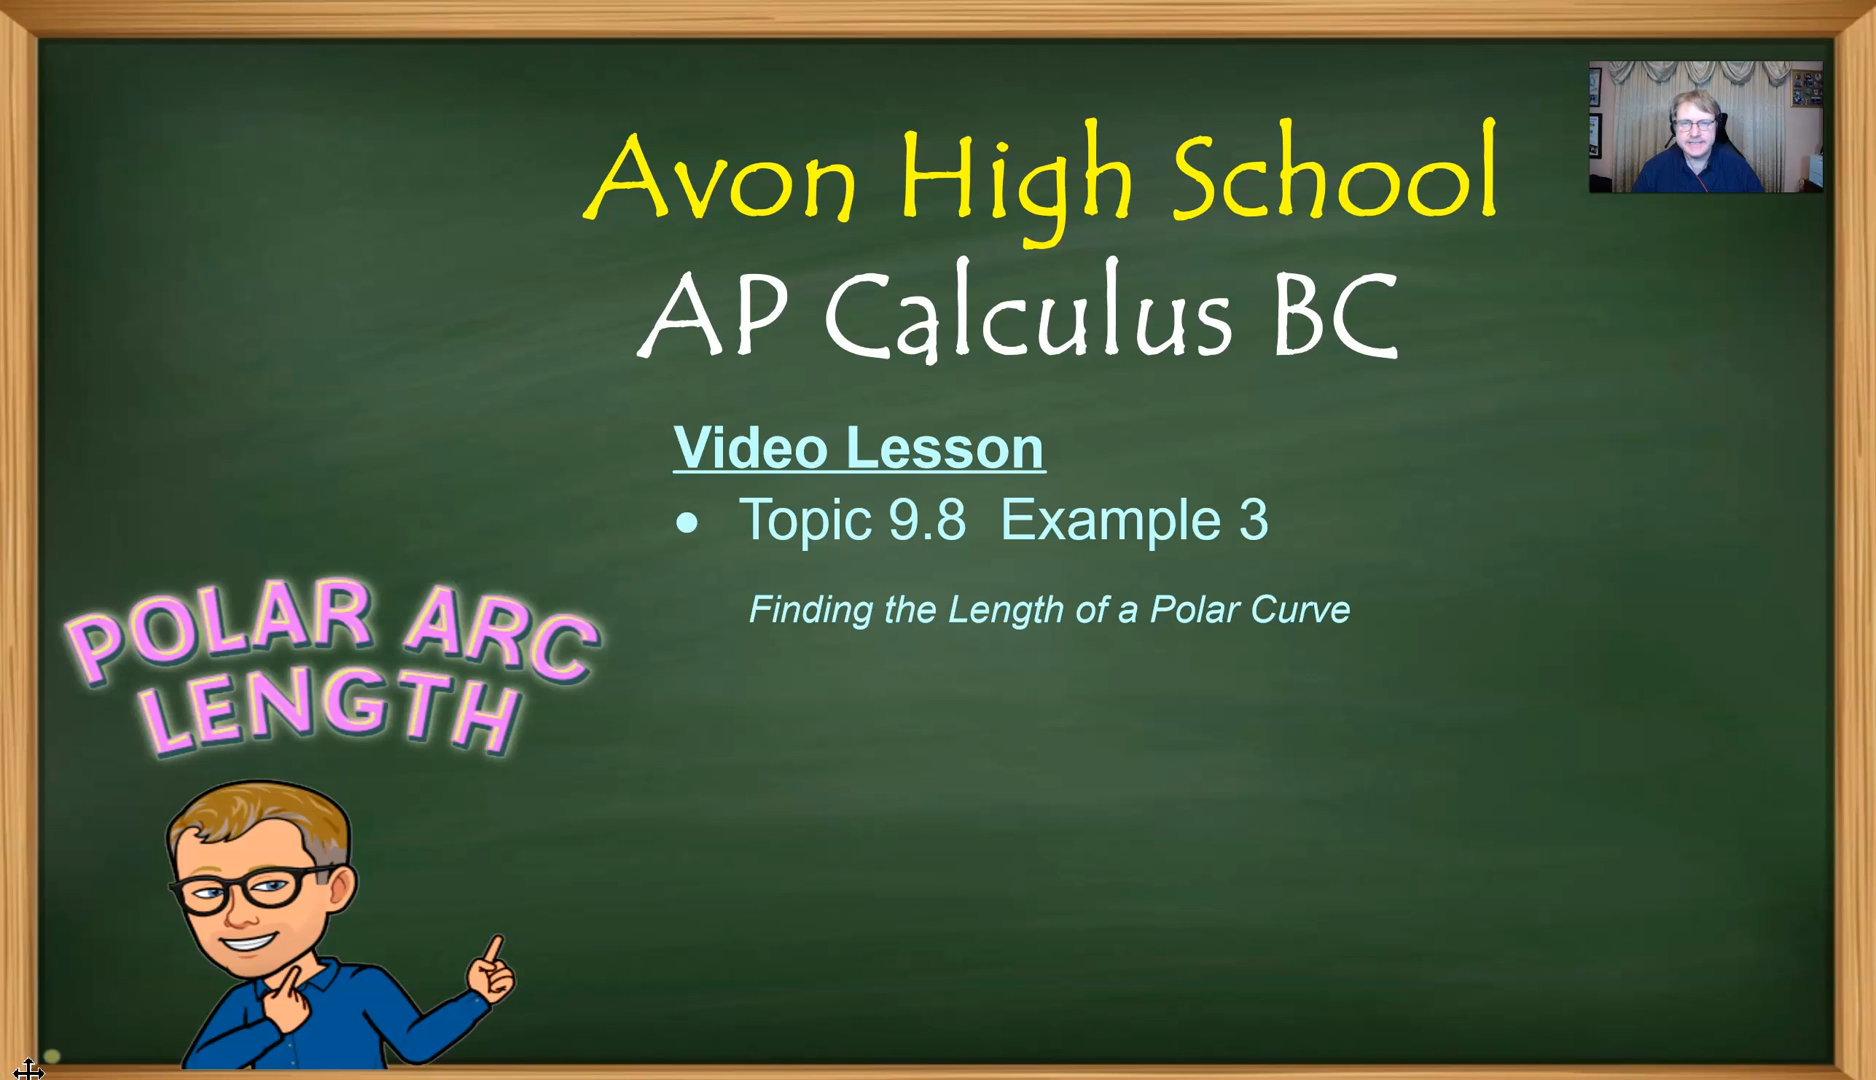 Avon High School
AP Calculus BC
Video Lesson
● Topic 9.8 Example 3
Finding the Length of a Polar Curve
POLAR ARC
LENGTH